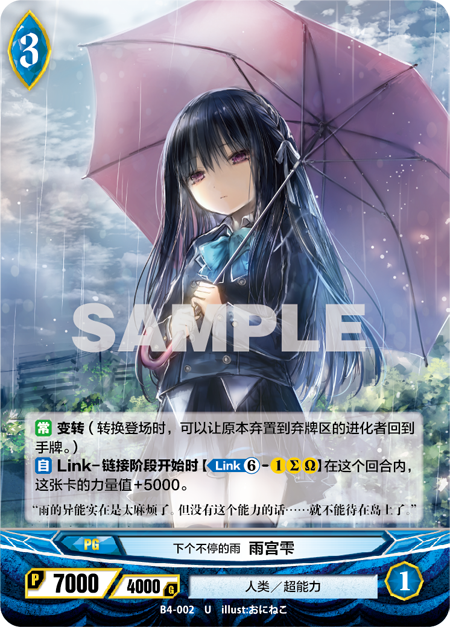 3
SAMPLE
常 变转（转换登场时，可以让原本弃置到弃牌区的进化者回到
手牌。）
自 Link-链接阶段开始时【Link⑥-1ΣΩ】在这个回合内，
这张卡的力量值+5000。
“雨的异能实在是太麻烦了，但没有这个能力的话……就不能待在岛上了。”
PG 下个不停的雨 雨宫雫
P 7000 / 4000 G 人类／超能力 1
B4-002 U illust:おにねこ